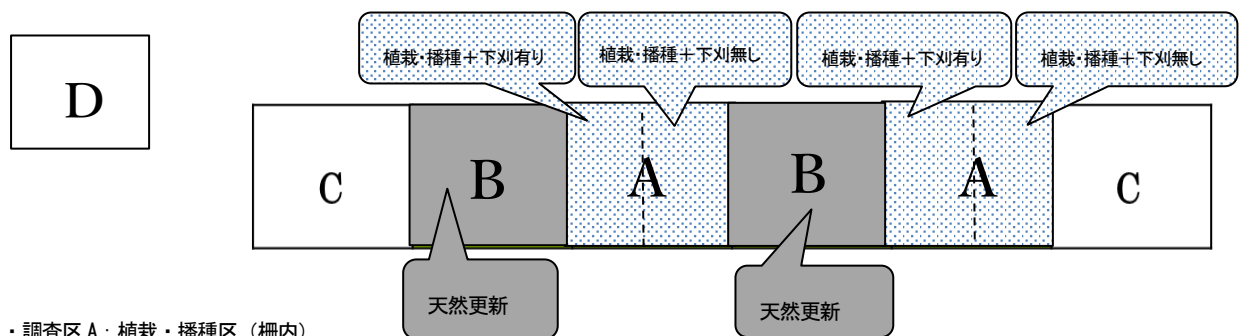 植栽・播種＋下刈有り
植栽・播種＋下刈無し
植栽・播種＋下刈有り
植栽・播種＋下刈無し
D
C
B
A
B
A
C
天然更新
天然更新
・調査区A：植栽・播種区（柵内）